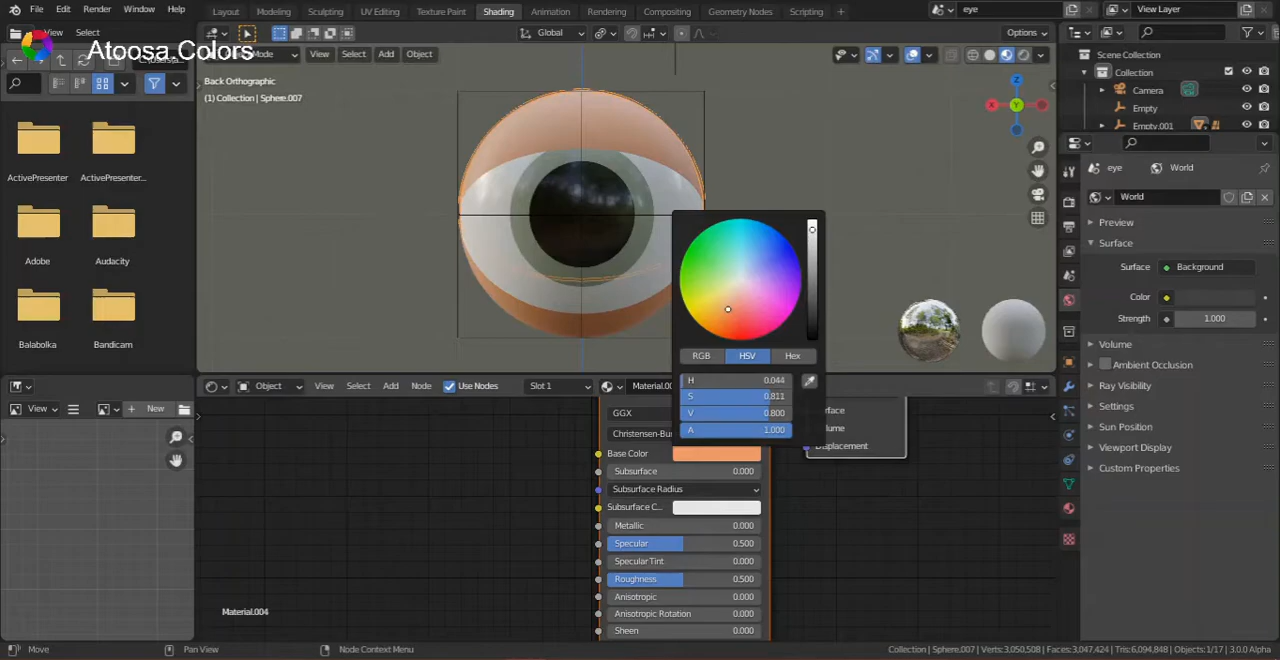 File Edit Render Window Help
Layout Modeling Sculpting UV Editing Texture Paint Shading Animation Rendering Compositing Geometry Nodes Scripting
eye
View Layer
View Select
Global
Options
Atoosa.Colors
Mode View Select Add Object
Back Orthographic
(1) Collection | Sphere.007
Scene Collection
Collection
Camera
Empty
Empty.001
ActivePresenter
ActivePresenter...
Adobe
Audacity
Balabolka
Bandicam
eye
World
World
Preview
Surface
Surface
Background
Color
Strength
1.000
Volume
Ambient Occlusion
Ray Visibility
Settings
Sun Position
Viewport Display
Custom Properties
RGB HSV Hex
H 0.044
S 0.811
V 0.800
A 1.000
Object View Select Add Node Use Nodes Slot 1
View New
GGX
Base Color
Subsurface 0.000
Subsurface Radius
Subsurface C...
Metallic 0.000
Specular 0.500
Specular Tint 0.000
Roughness 0.500
Anisotropic 0.000
Anisotropic Rotation 0.000
Sheen 0.000
Displacement
Material.004
Move
Pan View
Node Context Menu
Collection | Sphere.007 | Verts:3,050,508 | Faces:3,047,424 | Tris:6,094,848 | Objects:1/17 | 3.0.0 Alpha